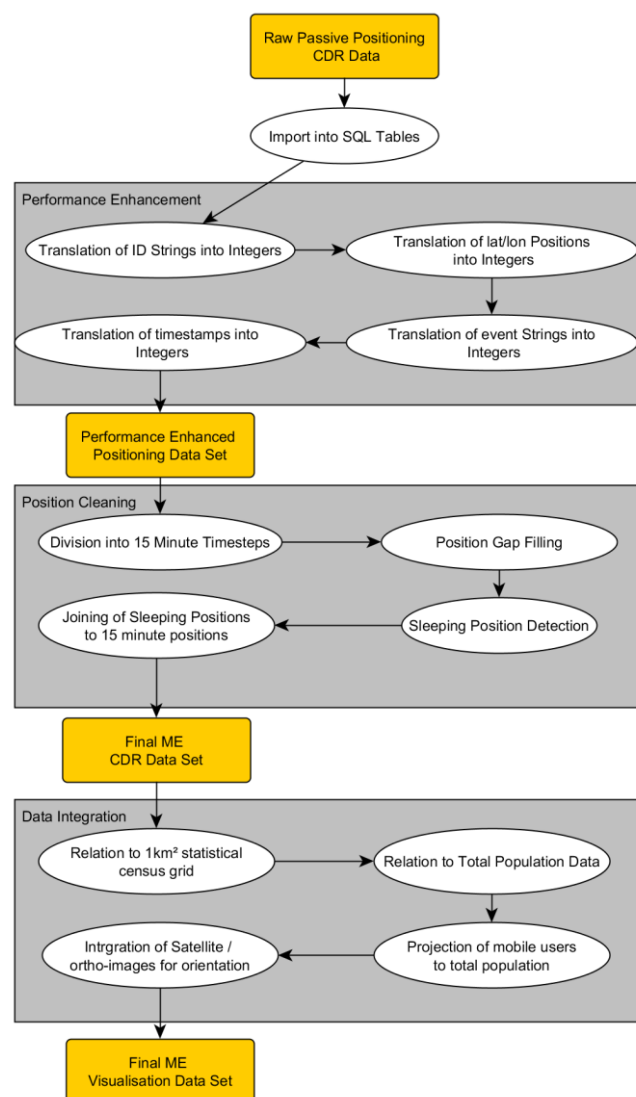 Raw Passive Positioning
CDR Data
Import into SQL Tables
Performance Enhancement
Translation of ID Strings into Integers
Translation of lat/lon Positions
into Integers
Translation of event Strings into
Integers
Translation of timestamps into
Integers
Performance Enhanced
Positioning Data Set
Position Cleaning
Division into 15 Minute Timesteps
Position Gap Filling
Sleeping Position Detection
Joining of Sleeping Positions
to 15 minute positions
Final ME
CDR Data Set
Data Integration
Relation to 1km² statistical
census grid
Relation to Total Population Data
Projection of mobile users
to total population
Intrgration of Satellite /
ortho-images for orientation
Final ME
Visualisation Data Set